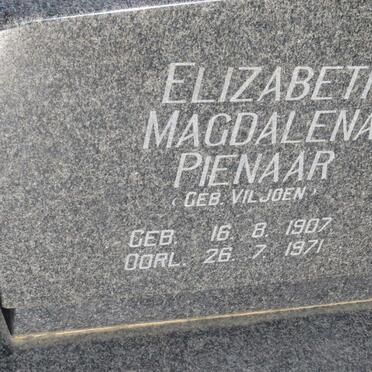 ELIZABETH
MAGDALENA
PIENAAR
(GEB. VILJOEN)
GEB. 16. 8. 1907
OORL. 26. 7. 1971